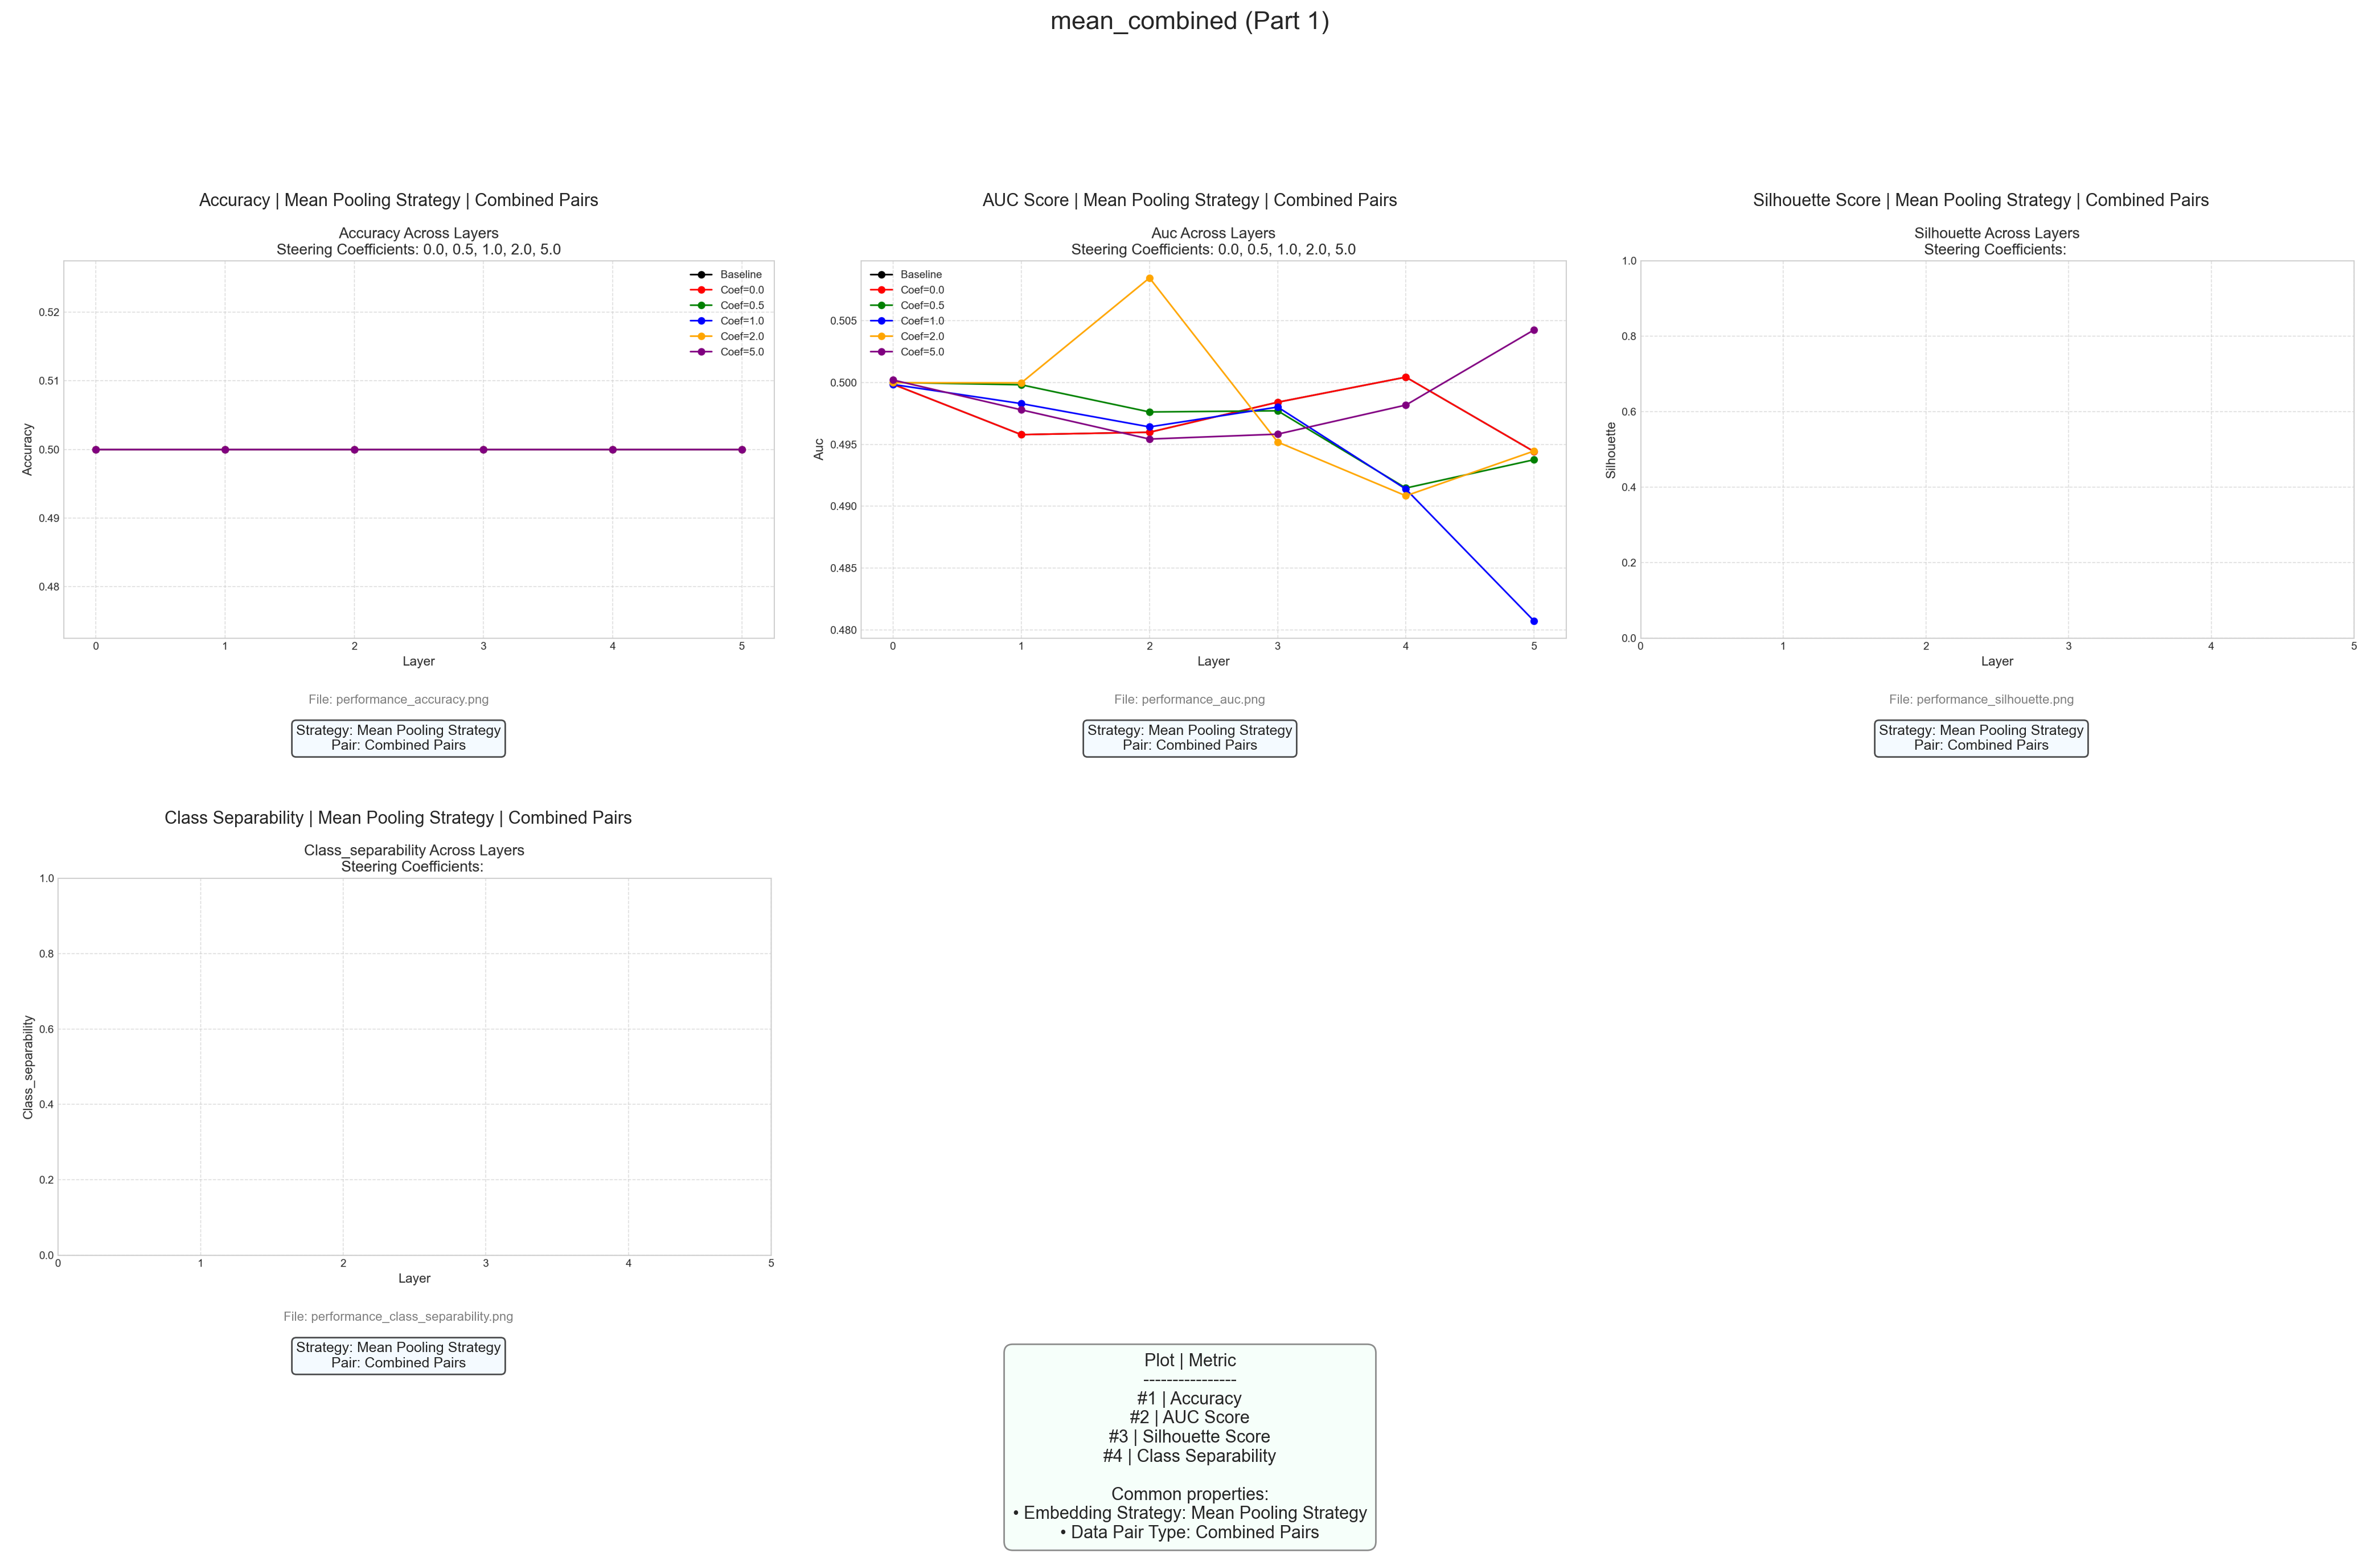 mean_combined (Part 1)
Accuracy | Mean Pooling Strategy | Combined Pairs
Accuracy Across Layers
Steering Coefficients: 0.0, 0.5, 1.0, 2.0, 5.0
Baseline
Coef=0.0
Coef=0.5
Coef=1.0
Coef=2.0
Coef=5.0
0.52
0.51
0.50
0.49
0.48
Accuracy
0 1 2 3 4 5
Layer
File: performance_accuracy.png
Strategy: Mean Pooling Strategy
Pair: Combined Pairs
AUC Score | Mean Pooling Strategy | Combined Pairs
Auc Across Layers
Steering Coefficients: 0.0, 0.5, 1.0, 2.0, 5.0
Baseline
Coef=0.0
Coef=0.5
Coef=1.0
Coef=2.0
Coef=5.0
0.505
0.500
0.495
0.490
0.485
0.480
Auc
0 1 2 3 4 5
Layer
File: performance_auc.png
Strategy: Mean Pooling Strategy
Pair: Combined Pairs
Silhouette Score | Mean Pooling Strategy | Combined Pairs
Silhouette Across Layers
Steering Coefficients:
1.0
0.8
0.6
0.4
0.2
0.0
Silhouette
0 1 2 3 4 5
Layer
File: performance_silhouette.png
Strategy: Mean Pooling Strategy
Pair: Combined Pairs
Class Separability | Mean Pooling Strategy | Combined Pairs
Class_separability Across Layers
Steering Coefficients:
1.0
0.8
0.6
0.4
0.2
0.0
Class_separability
0 1 2 3 4 5
Layer
File: performance_class_separability.png
Strategy: Mean Pooling Strategy
Pair: Combined Pairs
Plot | Metric
----------------
#1 | Accuracy
#2 | AUC Score
#3 | Silhouette Score
#4 | Class Separability
Common properties:
• Embedding Strategy: Mean Pooling Strategy
• Data Pair Type: Combined Pairs